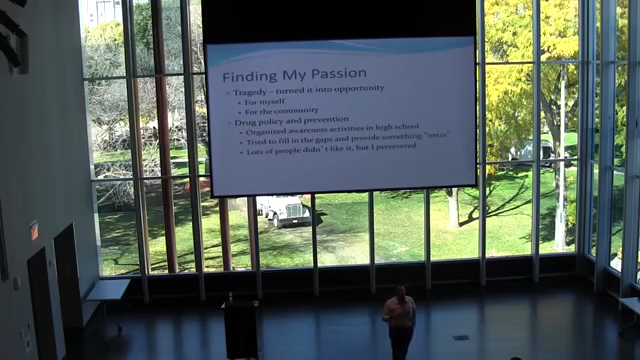 Finding My Passion
Tragedy – turned it into opportunity
For myself
For the community
Drug policy and prevention
Organized awareness activities in high school
Tried to fill in the gaps and provide something "extra"
Lots of people didn't like it, but I persevered